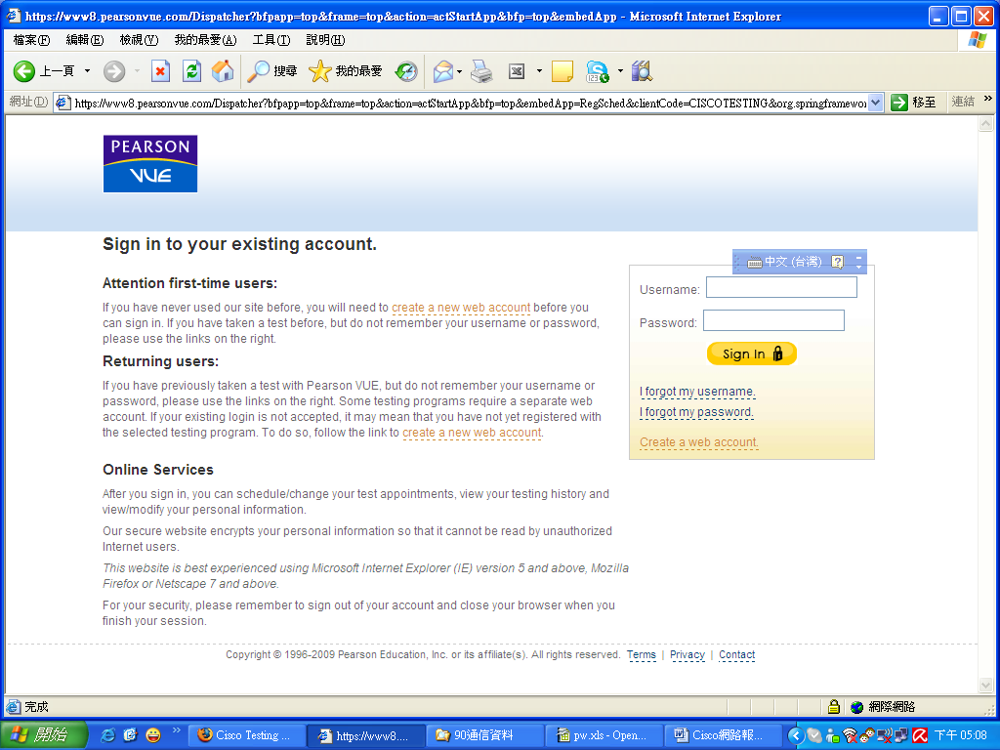 https://www8.pearsonvue.com/Dispatcher?bfpapp=top&frame=top&action=actStartApp&bfp=top&embedApp - Microsoft Internet Explorer
檔案(F) 編輯(E) 檢視(V) 我的最愛(A) 工具(T) 說明(H)
上一頁 搜尋 我的最愛
網址(D) https://www8.pearsonvue.com/Dispatcher?bfpapp=top&frame=top&action=actStartApp&bfp=top&embedApp=RegSched&clientCode=CISCOTESTING&org.springframewor 移至 連結 »
PEARSON
VUE
Sign in to your existing account.
Attention first-time users:
If you have never used our site before, you will need to create a new web account before you
can sign in. If you have taken a test before, but do not remember your username or password,
please use the links on the right.
Returning users:
If you have previously taken a test with Pearson VUE, but do not remember your username or
password, please use the links on the right. Some testing programs require a separate web
account. If your existing login is not accepted, it may mean that you have not yet registered with
the selected testing program. To do so, follow the link to create a new web account.
Online Services
After you sign in, you can schedule/change your test appointments, view your testing history and
view/modify your personal information.
Our secure website encrypts your personal information so that it cannot be read by unauthorized
Internet users.
This website is best experienced using Microsoft Internet Explorer (IE) version 5 and above, Mozilla
Firefox or Netscape 7 and above.
For your security, please remember to sign out of your account and close your browser when you
finish your session.
中文 (台灣)
Username:
Password:
Sign In
I forgot my username.
I forgot my password.
Create a web account.
Copyright © 1996-2009 Pearson Education, Inc. or its affiliate(s). All rights reserved. Terms | Privacy | Contact
完成 網際網路
開始 » Cisco Testing ... https://www8.... 90通信資料 pw.xls - Open... Cisco網路報... 下午 05:08